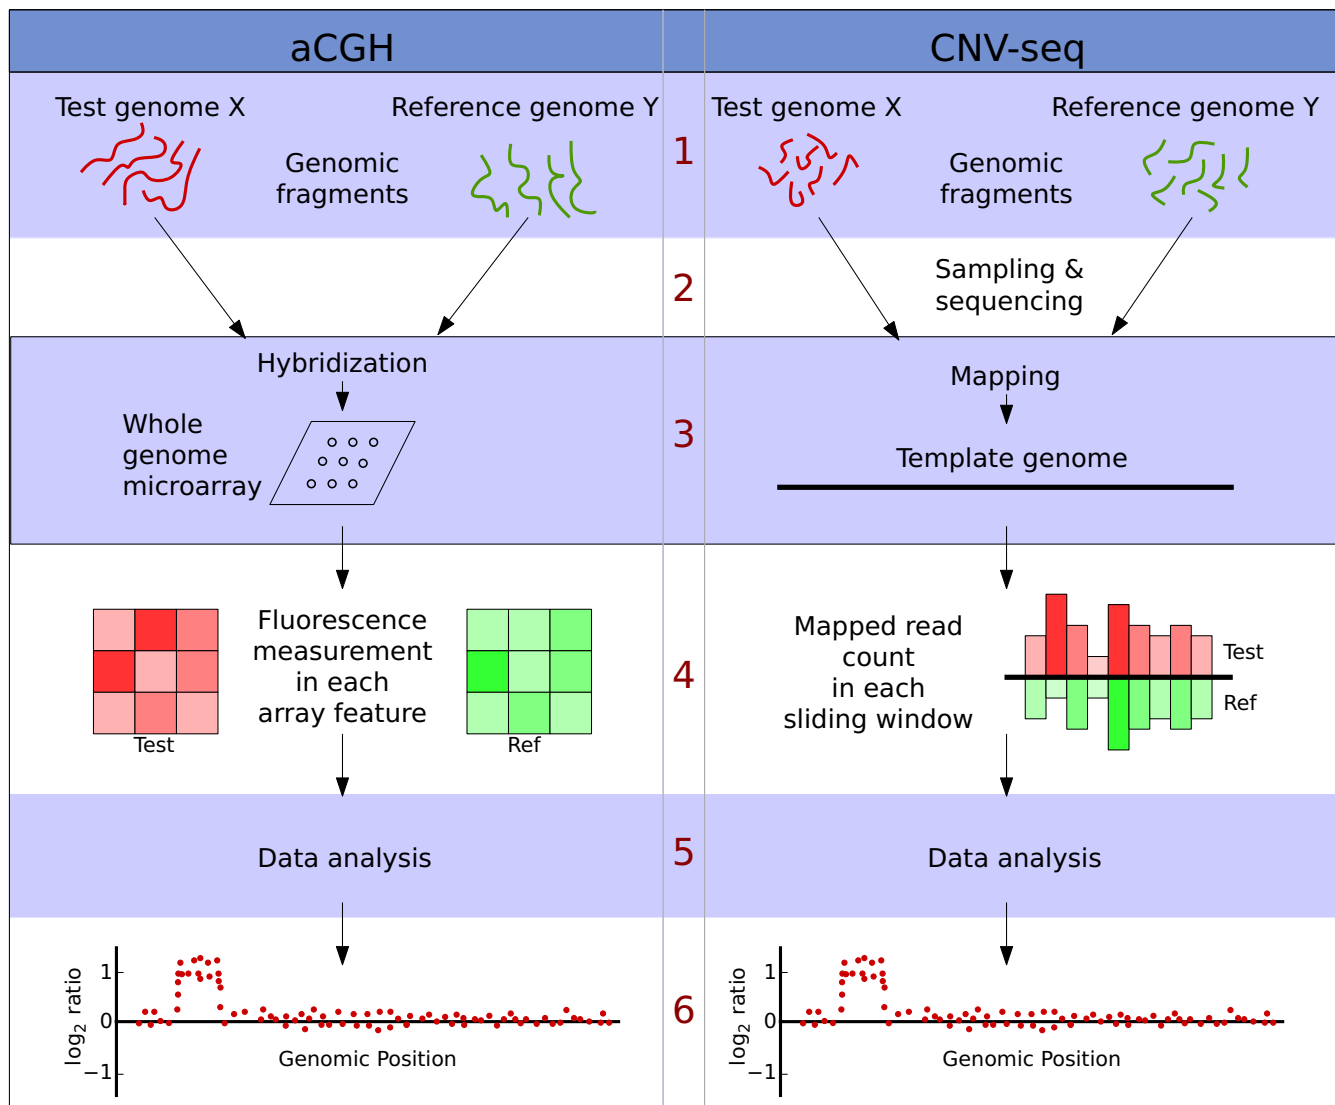 aCGH
CNV-seq
Test genome X
Reference genome Y
Genomic
fragments
1
Test genome X
Reference genome Y
Genomic
fragments
2
Sampling &
sequencing
Hybridization
Whole
genome
microarray
3
Mapping
Template genome
Fluorescence
measurement
in each
array feature
Test
Ref
4
Mapped read
count
in each
sliding window
Test
Ref
Data analysis
5
Data analysis
log2 ratio
1
0
−1
Genomic Position
6
log2 ratio
1
0
−1
Genomic Position